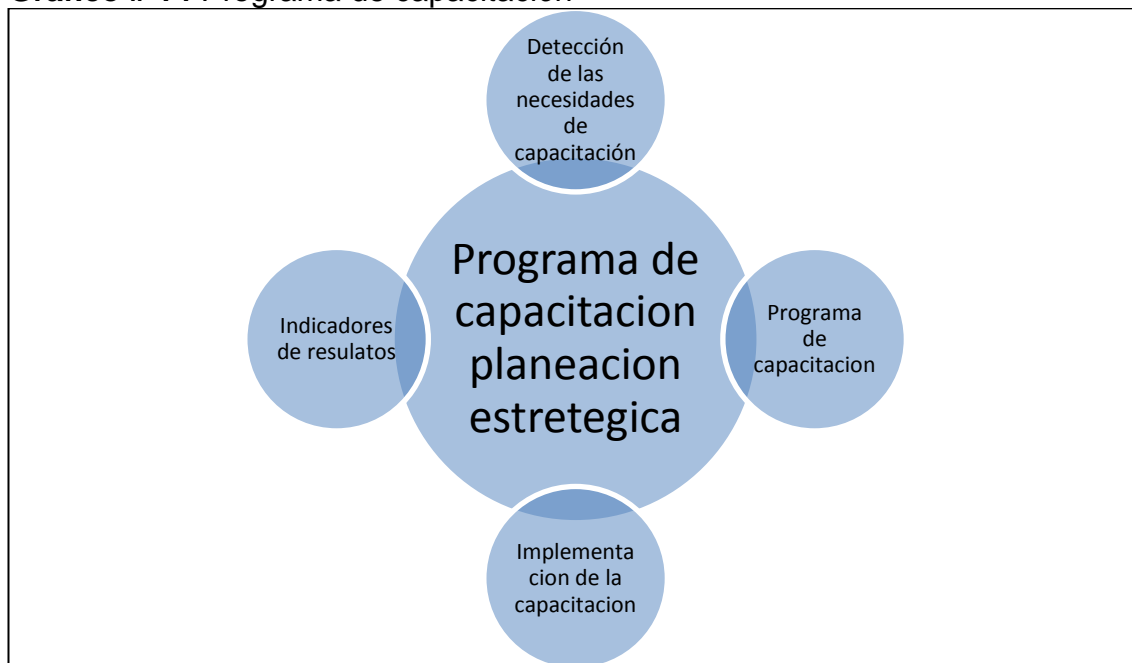 Detección
de las
necesidades
de
capacitación
Programa de
capacitacion
planeacion
estretégica
Indicadores
de resulatos
Programa
de
capacitacion
Implementa
cion de la
capacitacion